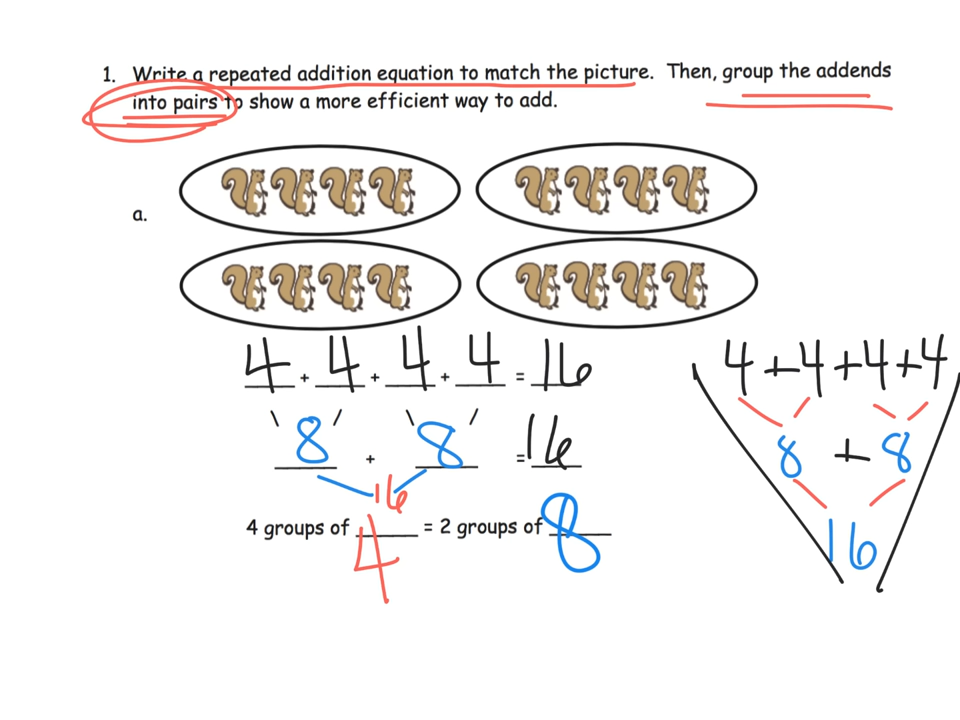 1. Write a repeated addition equation to match the picture. Then, group the addends
into pairs to show a more efficient way to add.
a.
4 + 4 + 4 + 4 = 16
8 + 8 = 16
16
4 groups of 4 = 2 groups of 8
4+4+4+4
8 + 8
16